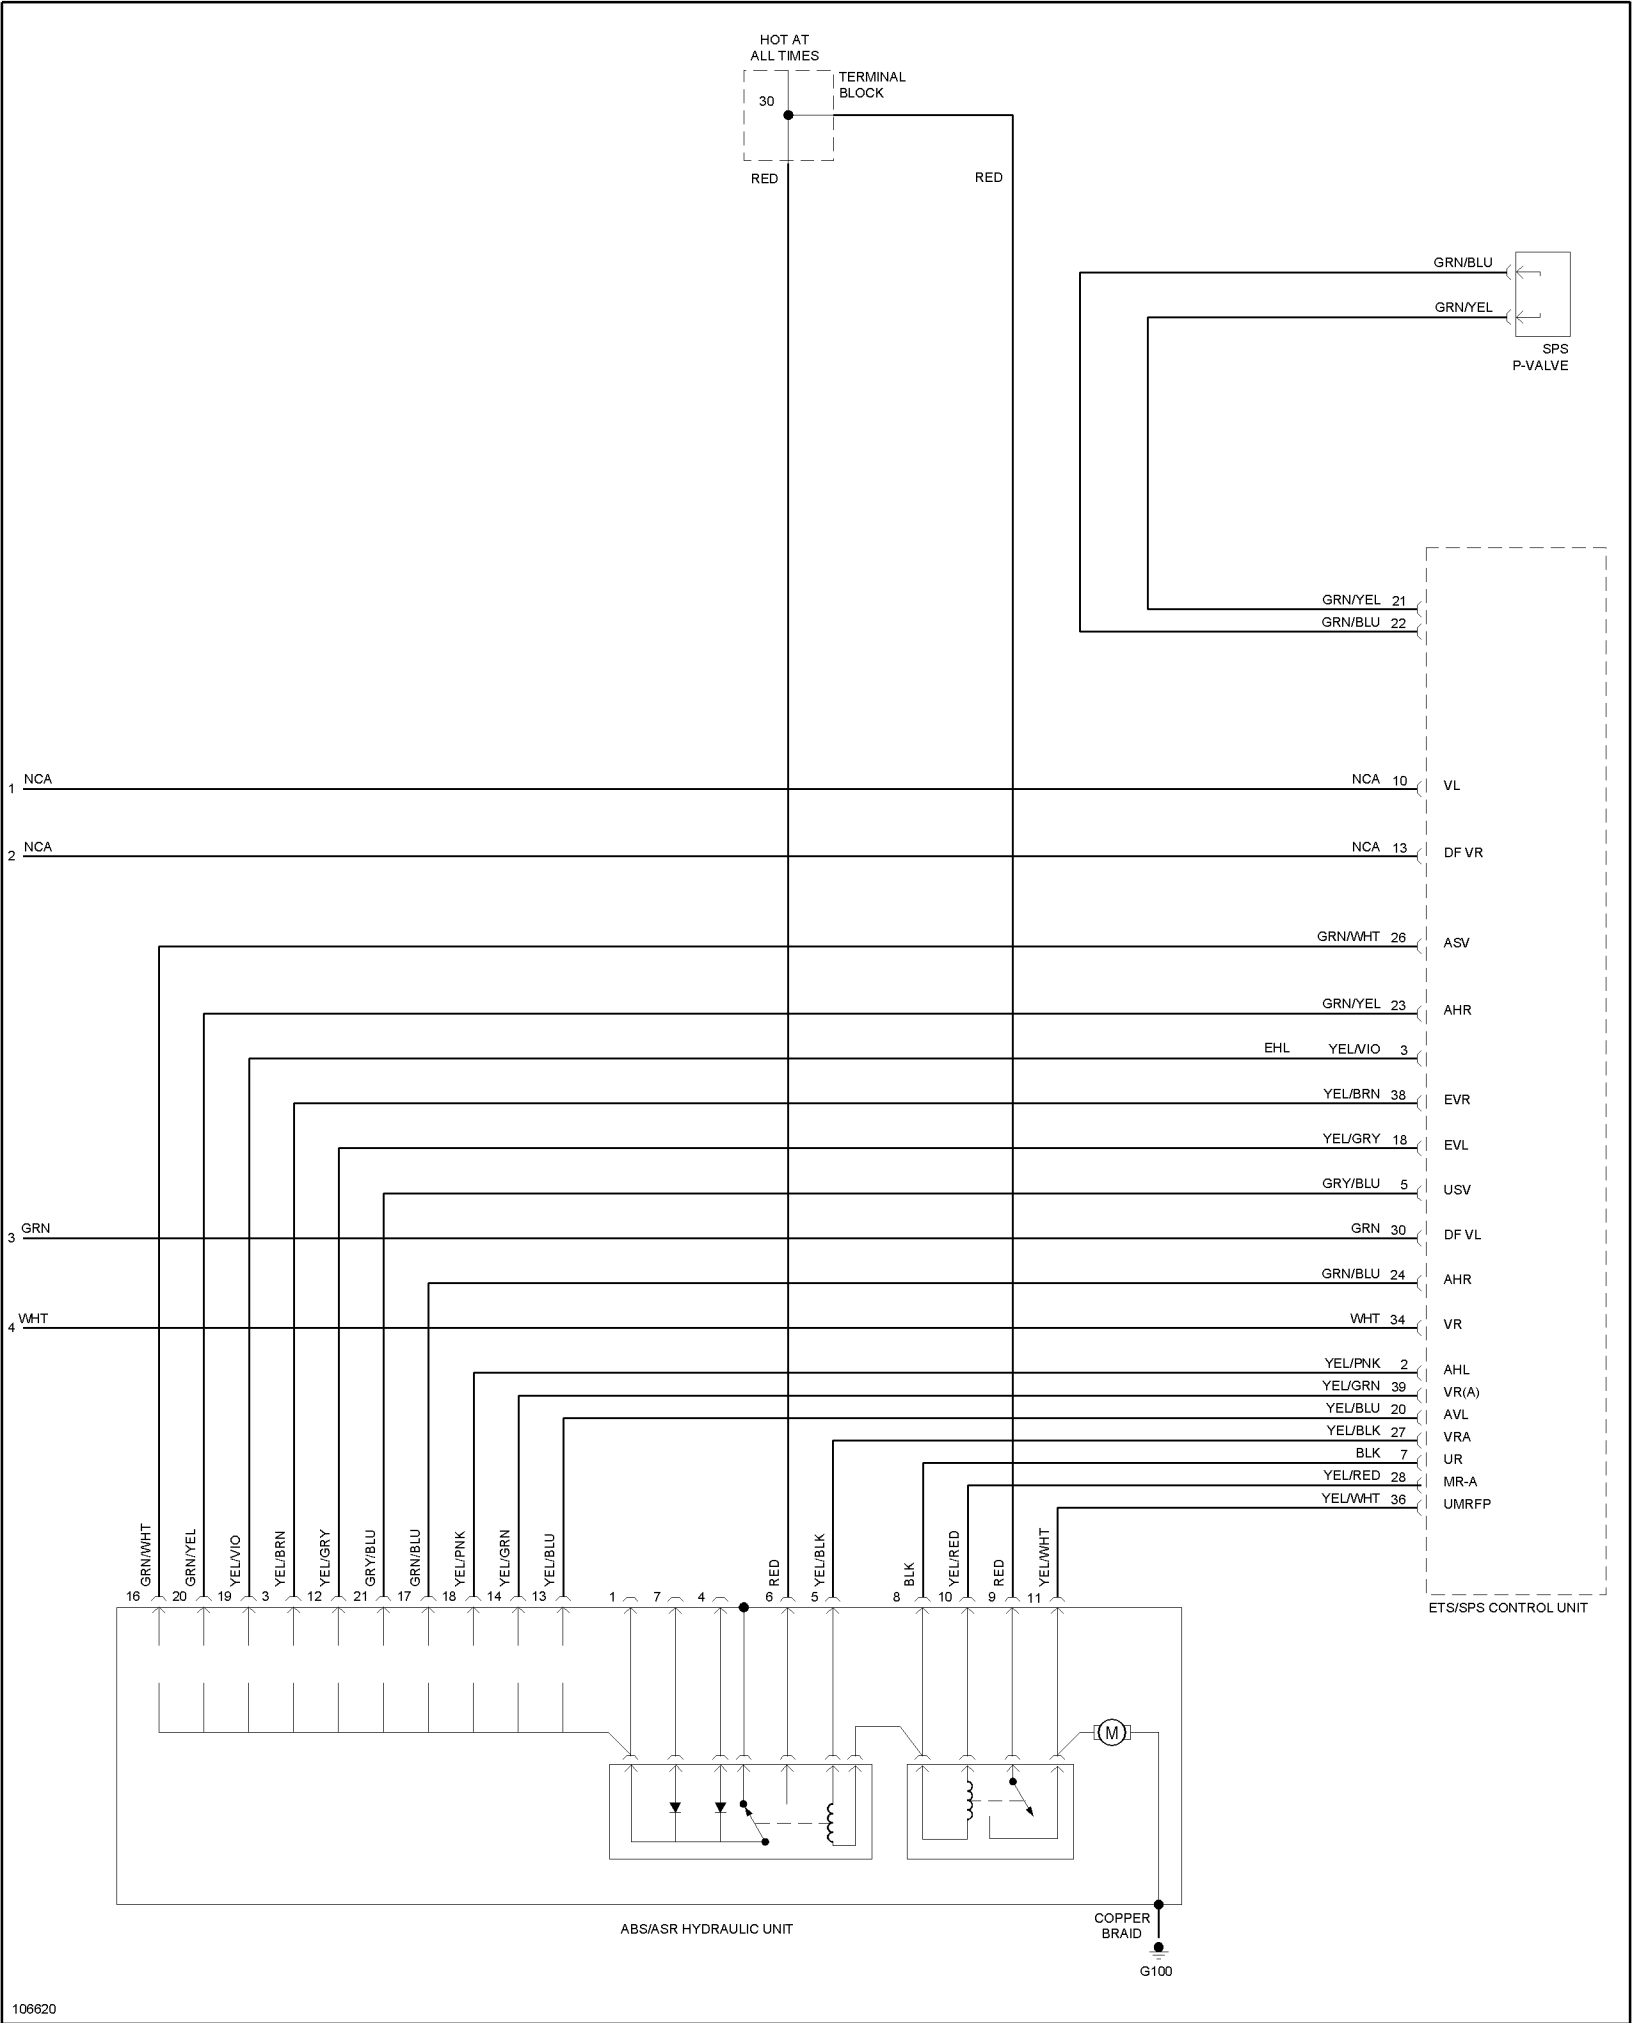 HOT AT
ALL TIMES
TERMINAL
BLOCK
30
RED
RED
GRN/BLU
GRN/YEL
SPS
P-VALVE
GRN/YEL 21
GRN/BLU 22
1 NCA NCA 10 VL
2 NCA NCA 13 DF VR
GRN/WHT 26 ASV
GRN/YEL 23 AHR
EHL YEL/VIO 3
YEL/BRN 38 EVR
YEL/GRY 18 EVL
GRY/BLU 5 USV
3 GRN GRN 30 DF VL
GRN/BLU 24 AHR
4 WHT WHT 34 VR
YEL/PNK 2 AHL
YEL/GRN 39 VR(A)
YEL/BLU 20 AVL
YEL/BLK 27 VRA
BLK 7 UR
YEL/RED 28 MR-A
YEL/WHT 36 UMRFP
GRN/WHT
GRN/YEL
YEL/VIO
YEL/BRN
YEL/GRY
GRY/BLU
GRN/BLU
YEL/PNK
YEL/GRN
YEL/BLU
RED
YEL/BLK
BLK
YEL/RED
RED
YEL/WHT
16 20 19 3 12 21 17 18 14 13 1 7 4 6 5 8 10 9 11
ETS/SPS CONTROL UNIT
M
ABS/ASR HYDRAULIC UNIT
COPPER
BRAID
G100
106620